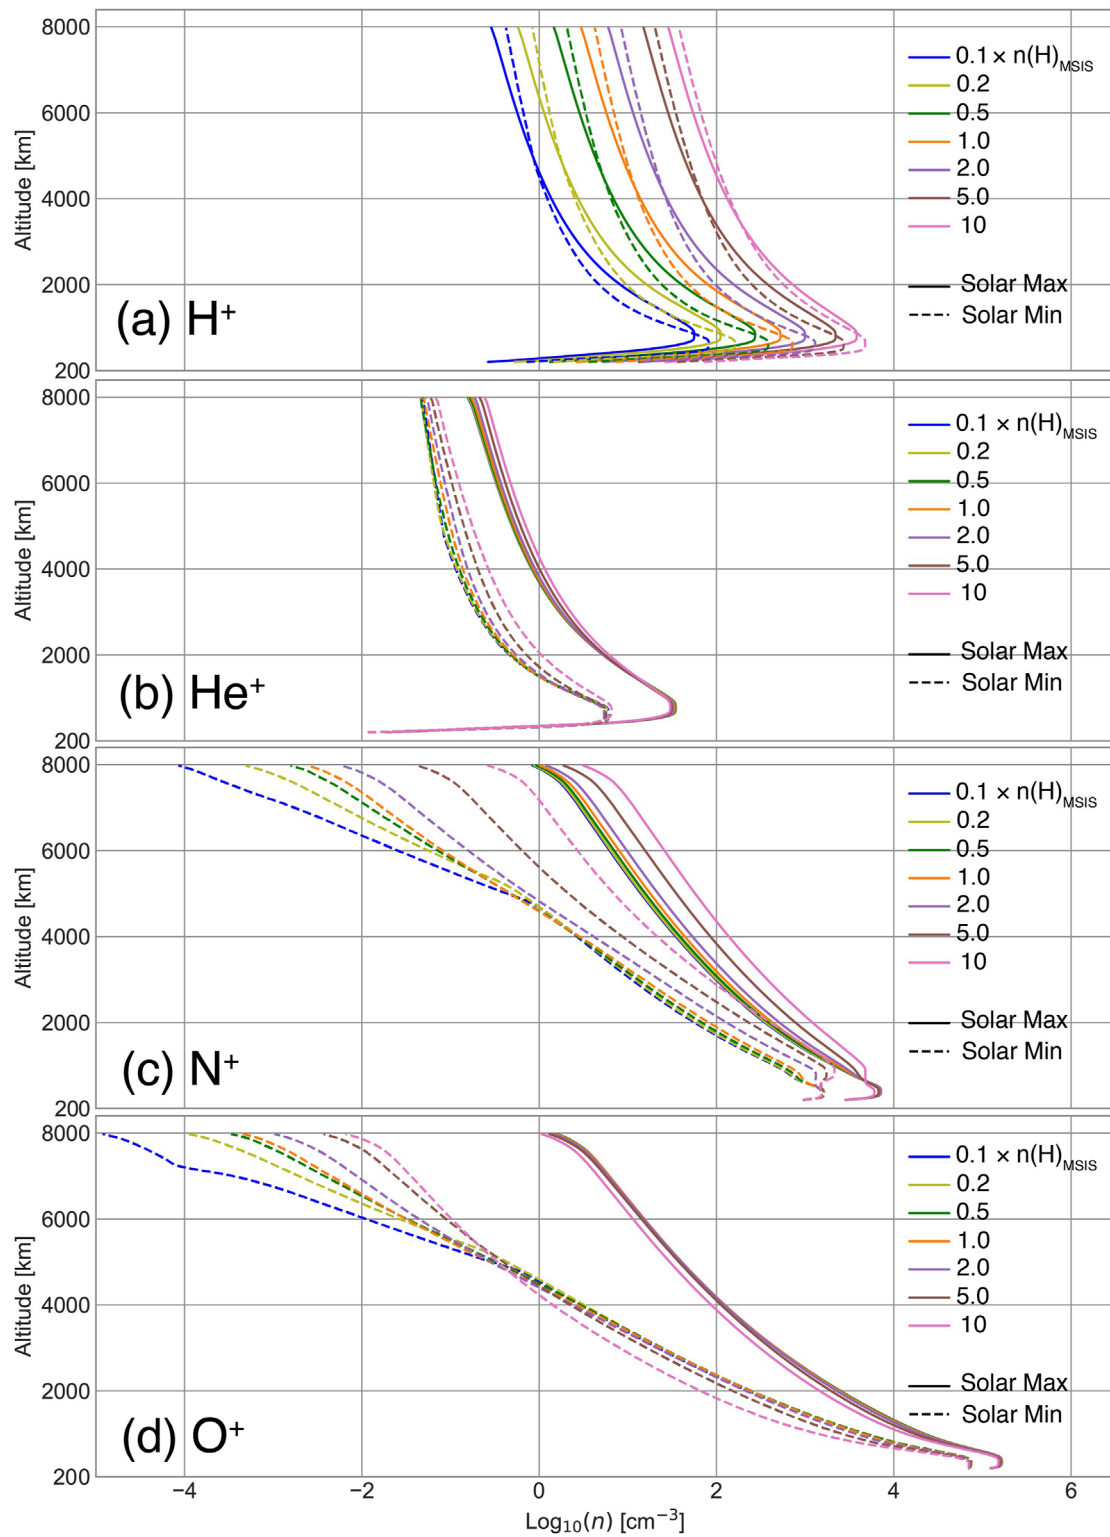 8000
6000
4000
2000
200
Altitude [km]
(a) H⁺
0.1 × n(H)MSIS
0.2
0.5
1.0
2.0
5.0
10
Solar Max
Solar Min
8000
6000
4000
2000
200
Altitude [km]
(b) He⁺
0.1 × n(H)MSIS
0.2
0.5
1.0
2.0
5.0
10
Solar Max
Solar Min
8000
6000
4000
2000
200
Altitude [km]
(c) N⁺
0.1 × n(H)MSIS
0.2
0.5
1.0
2.0
5.0
10
Solar Max
Solar Min
8000
6000
4000
2000
200
Altitude [km]
(d) O⁺
0.1 × n(H)MSIS
0.2
0.5
1.0
2.0
5.0
10
Solar Max
Solar Min
−4 −2 0 2 4 6
Log₁₀(n) [cm⁻³]